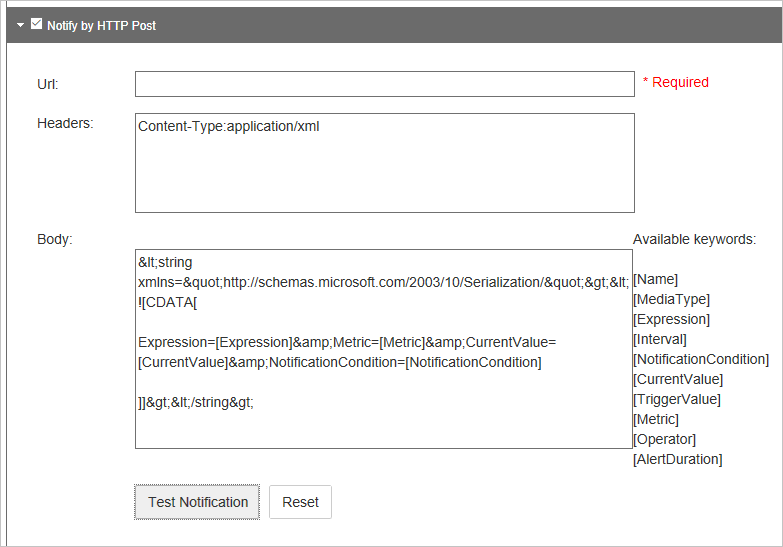 Notify by HTTP Post
Url:
* Required
Headers:
Content-Type:application/xml
Body:
&lt;string
xmlns=&quot;http://schemas.microsoft.com/2003/10/Serialization/&quot;&gt;&lt;
![CDATA[
Expression=[Expression]&amp;Metric=[Metric]&amp;CurrentValue=
[CurrentValue]&amp;NotificationCondition=[NotificationCondition]
]]&gt;&lt;/string&gt;
Available keywords:
[Name]
[MediaType]
[Expression]
[Interval]
[NotificationCondition]
[CurrentValue]
[TriggerValue]
[Metric]
[Operator]
[AlertDuration]
Test Notification
Reset